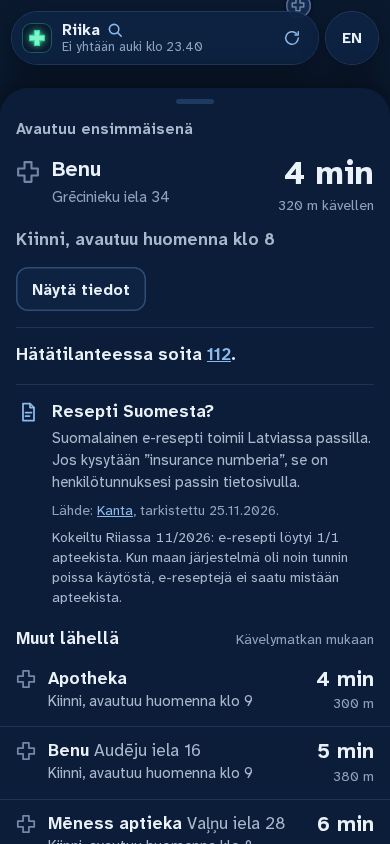 Riika
Ei yhtään auki klo 23.40
EN
Avautuu ensimmäisenä
Benu
4 min
Grēcinieku iela 34
320 m kävellen
Kiinni, avautuu huomenna klo 8
Näytä tiedot
Hätätilanteessa soita 112.
Resepti Suomesta?
Suomalainen e-resepti toimii Latviassa passilla.
Jos kysytään ”insurance numberia”, se on
henkilötunnuksesi passin tietosivulla.
Lähde: Kanta, tarkistettu 25.11.2026.
Kokeiltu Riiassa 11/2026: e-resepti löytyi 1/1
apteekista. Kun maan järjestelmä oli noin tunnin
poissa käytöstä, e-reseptejä ei saatu mistään
apteekista.
Muut lähellä
Kävelymatkan mukaan
Apotheka
4 min
Kiinni, avautuu huomenna klo 9
300 m
Benu Audēju iela 16
5 min
Kiinni, avautuu huomenna klo 9
380 m
Mēness aptieka Vaļņu iela 28
6 min